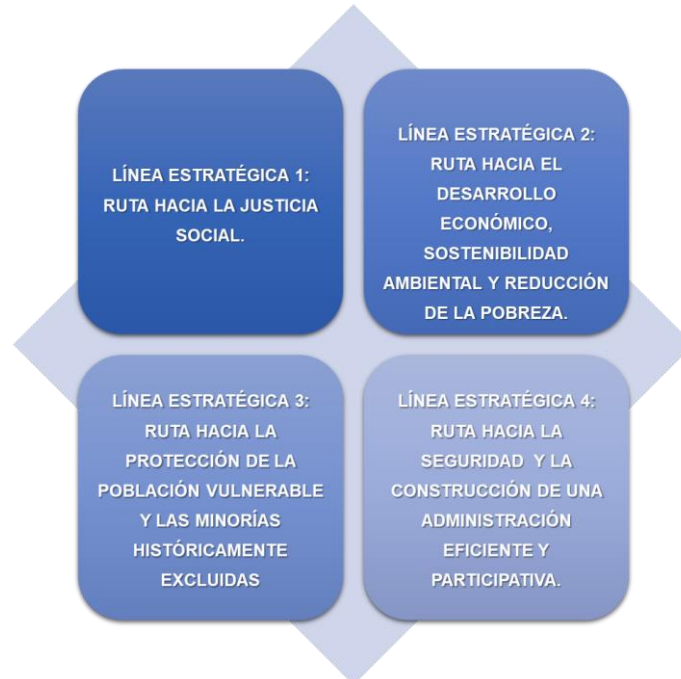 LÍNEA ESTRATÉGICA 1:
RUTA HACIA LA JUSTICIA
SOCIAL.
LÍNEA ESTRATÉGICA 2:
RUTA HACIA EL
DESARROLLO
ECONÓMICO,
SOSTENIBILIDAD
AMBIENTAL Y REDUCCIÓN
DE LA POBREZA.
LÍNEA ESTRATÉGICA 3:
RUTA HACIA LA
PROTECCIÓN DE LA
POBLACIÓN VULNERABLE
Y LAS MINORÍAS
HISTÓRICAMENTE
EXCLUIDAS
LÍNEA ESTRATÉGICA 4:
RUTA HACIA LA
SEGURIDAD Y LA
CONSTRUCCIÓN DE UNA
ADMINISTRACIÓN
EFICIENTE Y
PARTICIPATIVA.